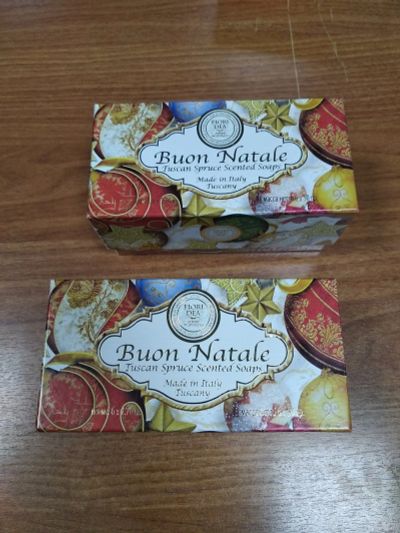 FIORI
DEA
Buon Natale
Tuscan Spruce Scented Soaps
Made in Italy
Tuscany
FIORI
DEA
Buon Natale
Tuscan Spruce Scented Soaps
Made in Italy
Tuscany